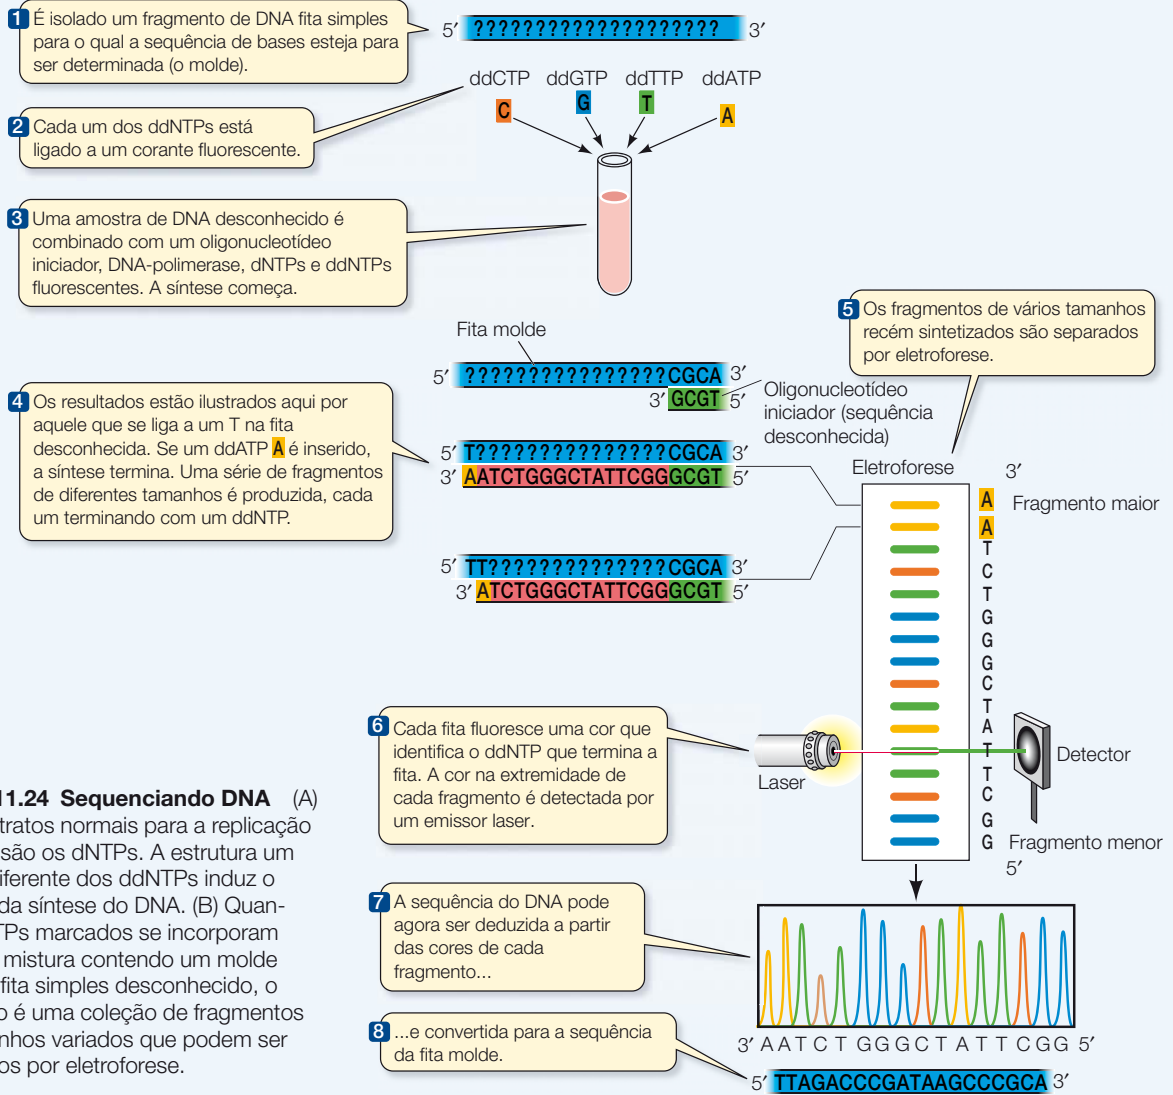 1 É isolado um fragmento de DNA fita simples
para o qual a sequência de bases esteja para
ser determinada (o molde).
5′ ???????????????????? 3′
ddCTP ddGTP ddTTP ddATP
C G T A
2 Cada um dos ddNTPs está
ligado a um corante fluorescente.
3 Uma amostra de DNA desconhecido é
combinado com um oligonucleotídeo
iniciador, DNA-polimerase, dNTPs e ddNTPs
fluorescentes. A síntese começa.
Fita molde
5′ ????????????????CGCA 3′
3′ GCGT 5′
Oligonucleotídeo
iniciador (sequência
desconhecida)
4 Os resultados estão ilustrados aqui por
aquele que se liga a um T na fita
desconhecida. Se um ddATP A é inserido,
a síntese termina. Uma série de fragmentos
de diferentes tamanhos é produzida, cada
um terminando com um ddNTP.
5′ T???????????????CGCA 3′
3′ AATCTGGGCTATTCGGGCGT 5′
5′ TT??????????????CGCA 3′
3′ ATCTGGGCTATTCGGGCGT 5′
5 Os fragmentos de vários tamanhos
recém sintetizados são separados
por eletroforese.
Eletroforese
3′
A Fragmento maior
A
T
C
T
G
G
G
C
T
A
T
T
C
G
G Fragmento menor
5′
6 Cada fita fluoresce uma cor que
identifica o ddNTP que termina a
fita. A cor na extremidade de
cada fragmento é detectada por
um emissor laser.
Laser
Detector
7 A sequência do DNA pode
agora ser deduzida a partir
das cores de cada
fragmento...
3′ A A T C T G G G C T A T T C G G 5′
8 ...e convertida para a sequência
da fita molde.
5′ TTAGACCCGATAAGCCCGCA 3′
11.24 Sequenciando DNA (A)
tratos normais para a replicação
são os dNTPs. A estrutura um
iferente dos ddNTPs induz o
da síntese do DNA. (B) Quan-
TPs marcados se incorporam
mistura contendo um molde
fita simples desconhecido, o
o é uma coleção de fragmentos
nhos variados que podem ser
os por eletroforese.